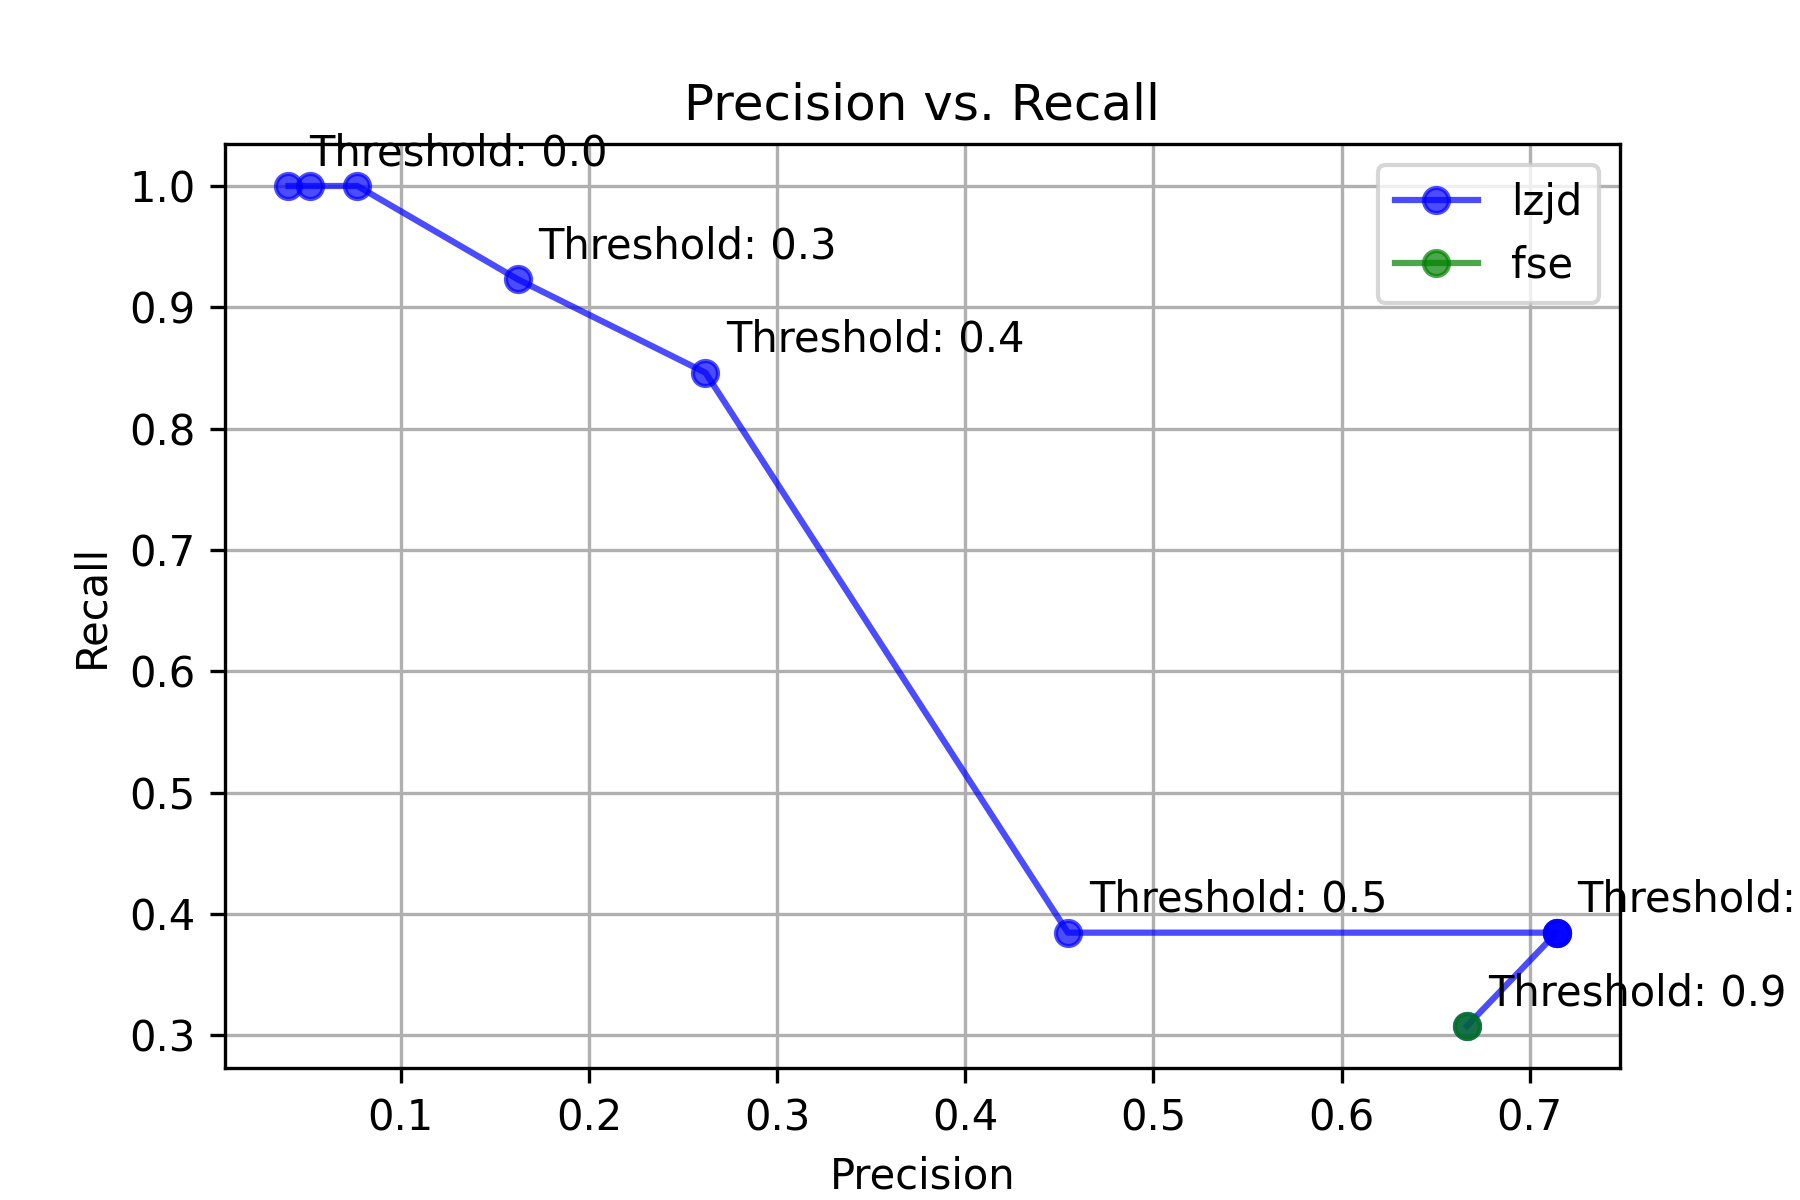 Precision vs. Recall
Threshold: 0.0
Threshold: 0.3
Threshold: 0.4
Threshold: 0.5
Threshold:
Threshold: 0.9
lzjd
fse
1.0
0.9
0.8
0.7
0.6
0.5
0.4
0.3
Recall
0.1 0.2 0.3 0.4 0.5 0.6 0.7
Precision